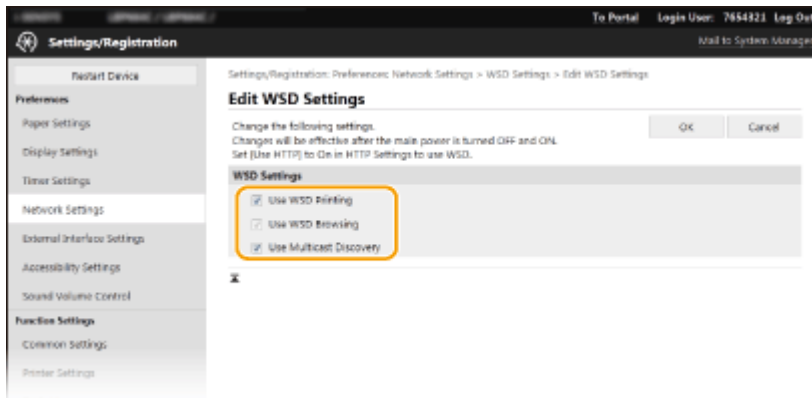 To Portal Login User: 7654321 Log Out
Settings/Registration
Mail to System Manager
Restart Device
Preferences
Paper Settings
Display Settings
Timer Settings
Network Settings
External Interface Settings
Accessibility Settings
Sound Volume Control
Function Settings
Common Settings
Printer Settings
Settings/Registration: Preferences: Network Settings > WSD Settings > Edit WSD Settings
Edit WSD Settings
Change the following settings.
Changes will be effective after the main power is turned OFF and ON.
Set [Use HTTP] to On in HTTP Settings to use WSD.
OK Cancel
WSD Settings
Use WSD Printing
Use WSD Browsing
Use Multicast Discovery